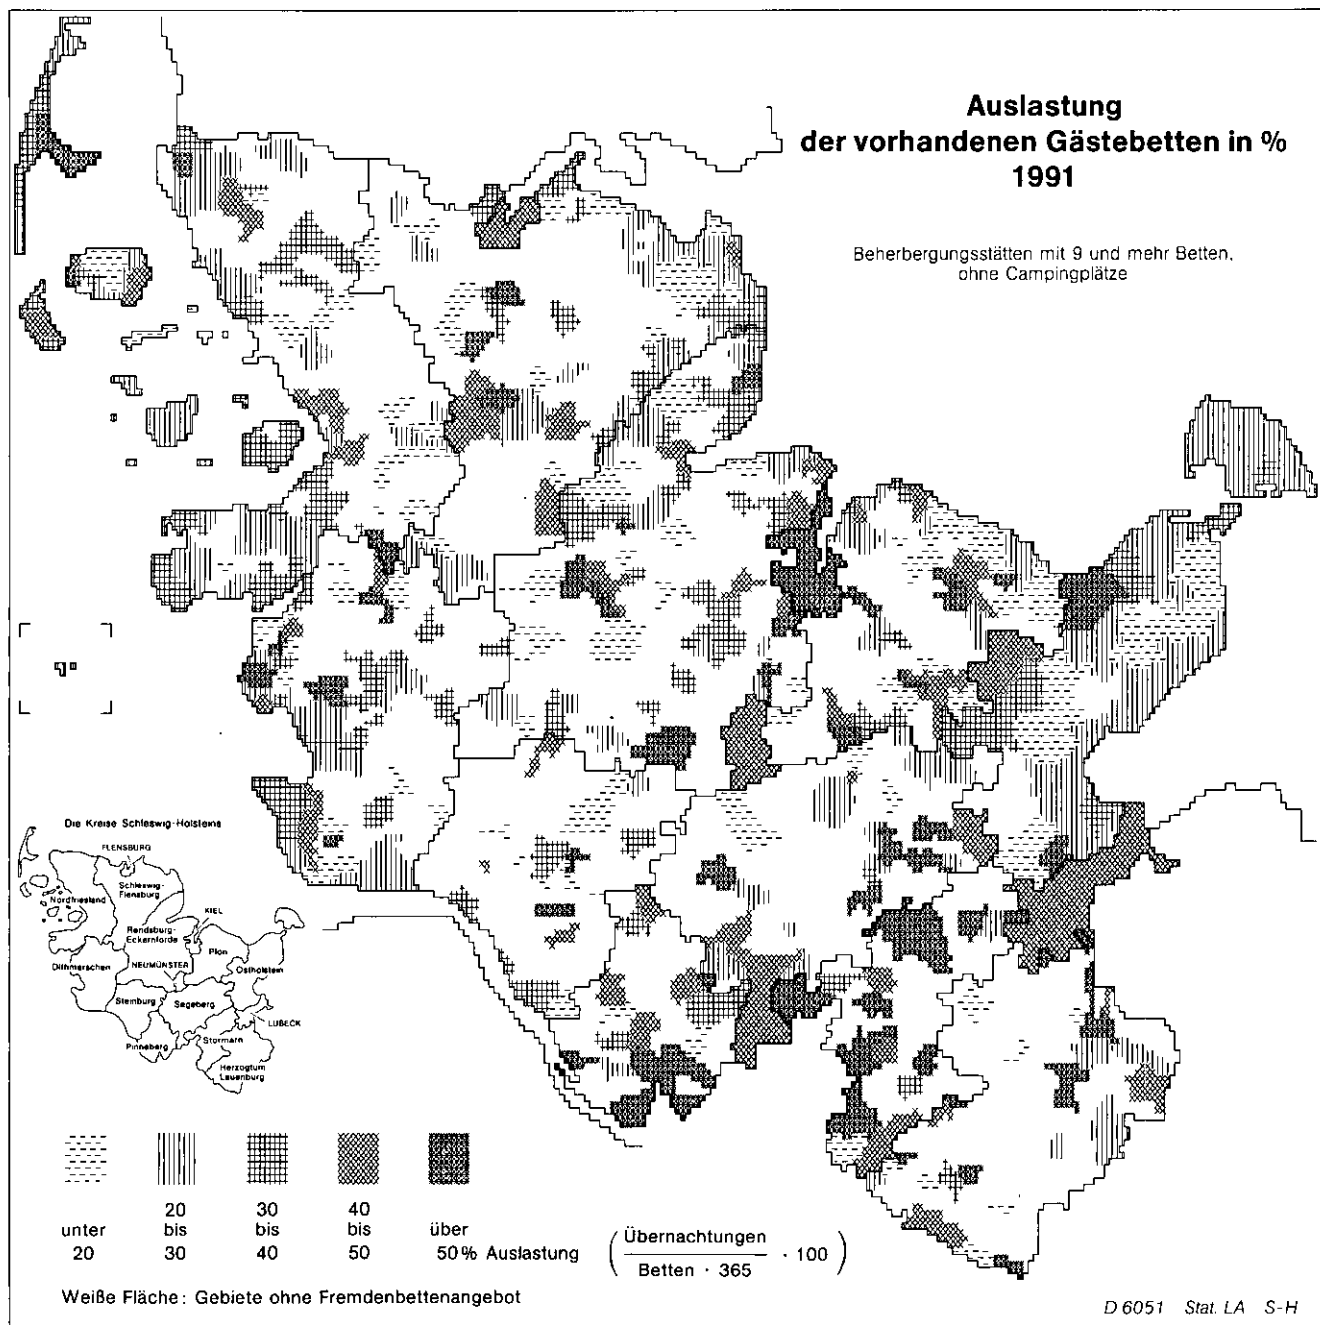 Auslastung
der vorhandenen Gästebetten in %
1991
Beherbergungsstätten mit 9 und mehr Betten,
ohne Campingplätze
Die Kreise Schleswig-Holsteins
FLENSBURG
Schleswig-
Flensburg
Nordfriesland
KIEL
Rendsburg-
Eckernförde
Plön
Dithmarschen
NEUMÜNSTER
Ostholstein
Steinburg
Segeberg
LÜBECK
Pinneberg
Stormarn
Herzogtum
Lauenburg
unter
20
20
bis
30
30
bis
40
40
bis
50
über
50% Auslastung
( Übernachtungen / Betten · 365 · 100 )
Weiße Fläche: Gebiete ohne Fremdenbettenangebot
D 6051 Stat. LA S-H